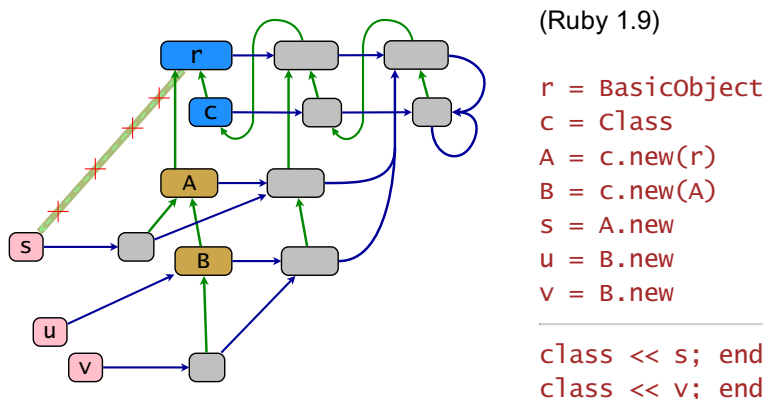 r
c
A
s
B
u
v
(Ruby 1.9)
r = BasicObject
c = Class
A = c.new(r)
B = c.new(A)
s = A.new
u = B.new
v = B.new
class << s; end
class << v; end